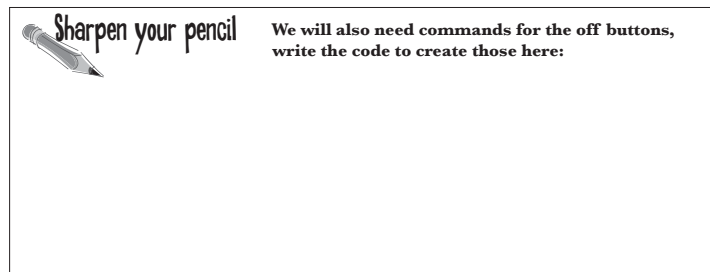 Sharpen your pencil
We will also need commands for the off buttons,
write the code to create those here: